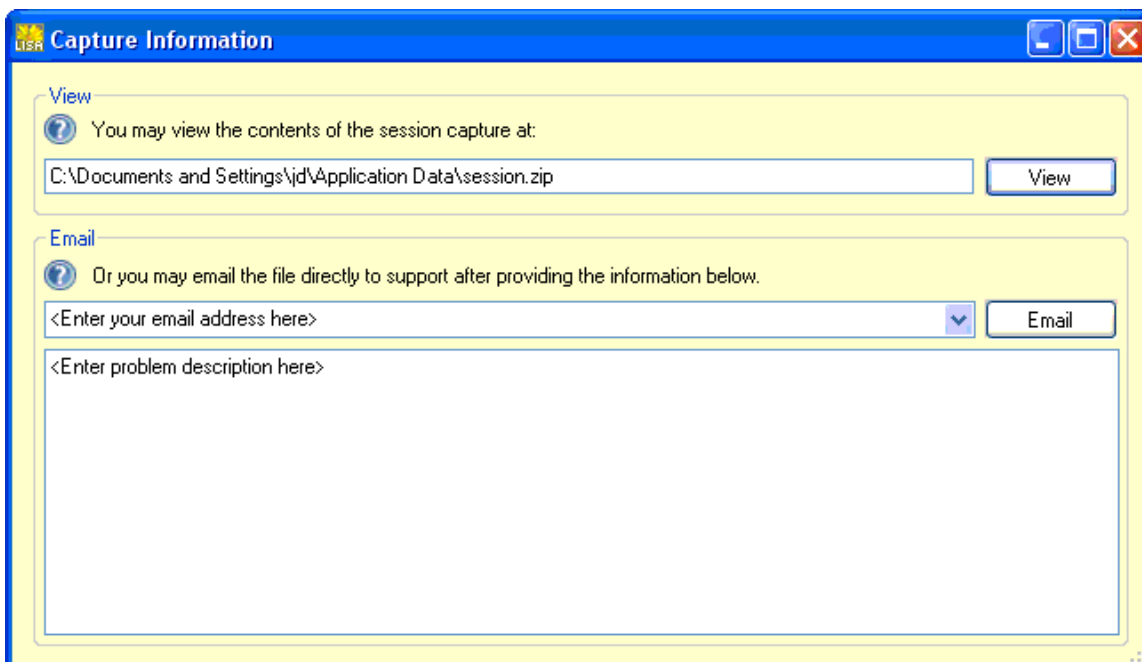 LISA Capture Information
View
You may view the contents of the session capture at:
C:\Documents and Settings\jd\Application Data\session.zip View
Email
Or you may email the file directly to support after providing the information below.
<Enter your email address here> Email
<Enter problem description here>